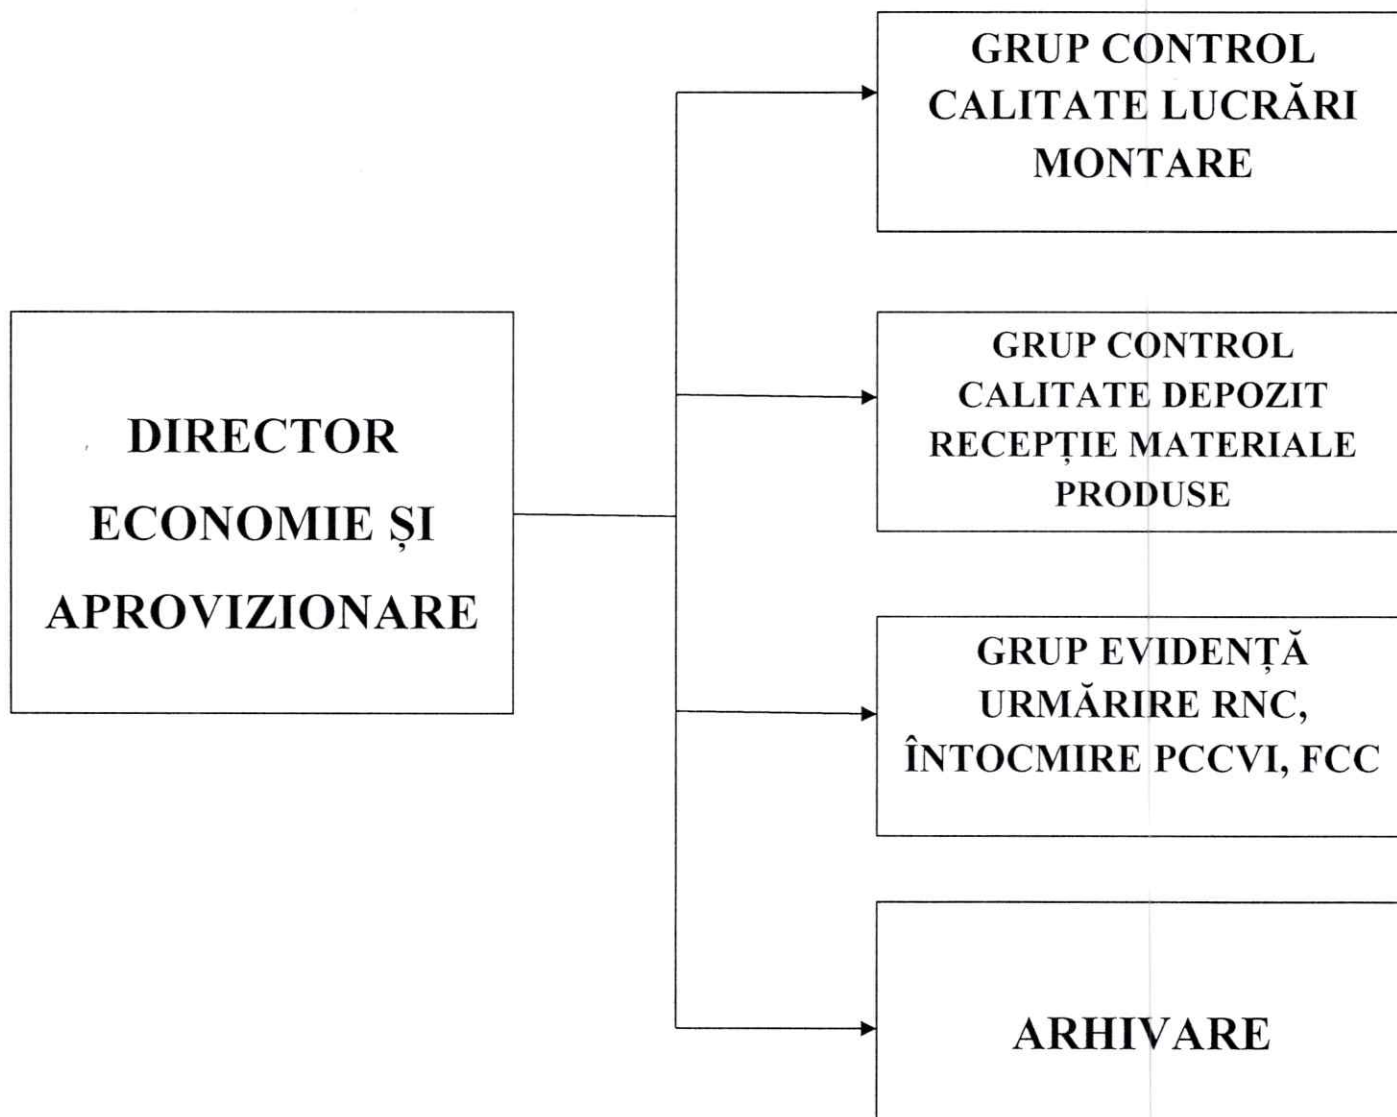 GRUP CONTROL
CALITATE LUCRĂRI
MONTARE
DIRECTOR
ECONOMIE ȘI
APROVIZIONARE
GRUP CONTROL
CALITATE DEPOZIT
RECEPȚIE MATERIALE
PRODUSE
GRUP EVIDENȚĂ
URMĂRIRE RNC,
ÎNTOCMIRE PCCVI, FCC
ARHIVARE